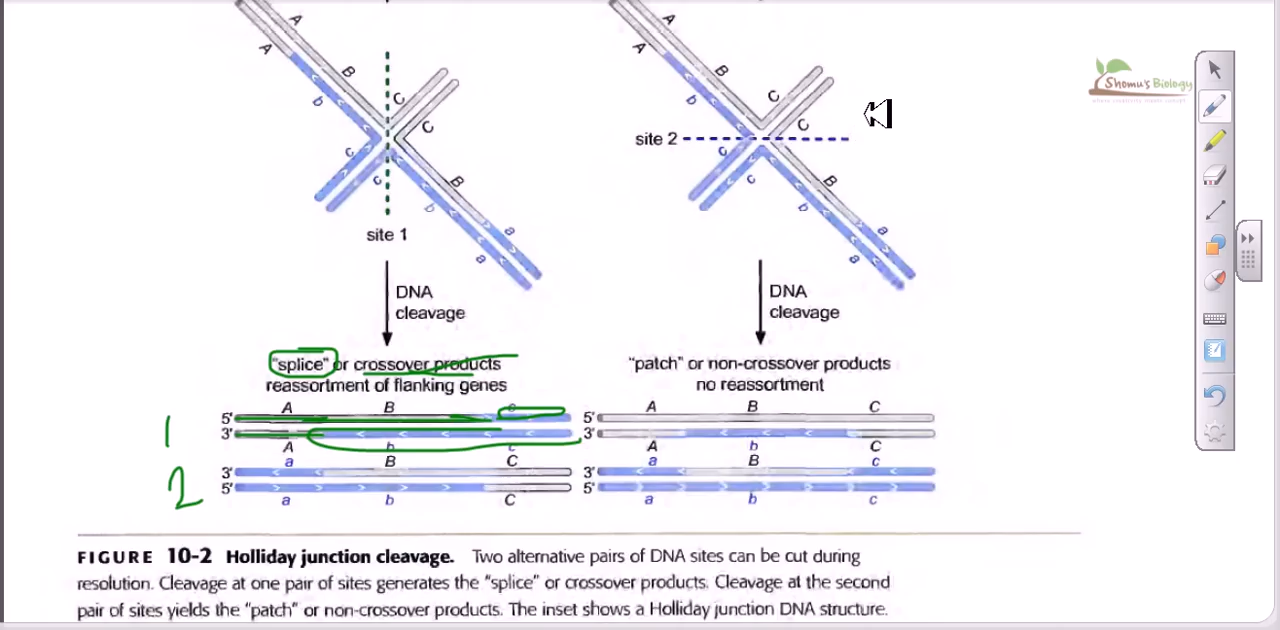 A
A
A
A
B
b
C
C
c
c
B
b
a
a
B
b
C
C
c
c
B
b
a
a
Shomu's Biology
site 1
site 2
DNA
cleavage
DNA
cleavage
"splice" or crossover products
reassortment of flanking genes
"patch" or non-crossover products
no reassortment
A B
5'
3'
A b c
a B C
3'
5'
a b C
1
2
A B C
5'
3'
A b C
a B c
3'
5'
a b c
FIGURE 10-2 Holliday junction cleavage. Two alternative pairs of DNA sites can be cut during
resolution. Cleavage at one pair of sites generates the "splice" or crossover products. Cleavage at the second
pair of sites yields the "patch" or non-crossover products. The inset shows a Holliday junction DNA structure.